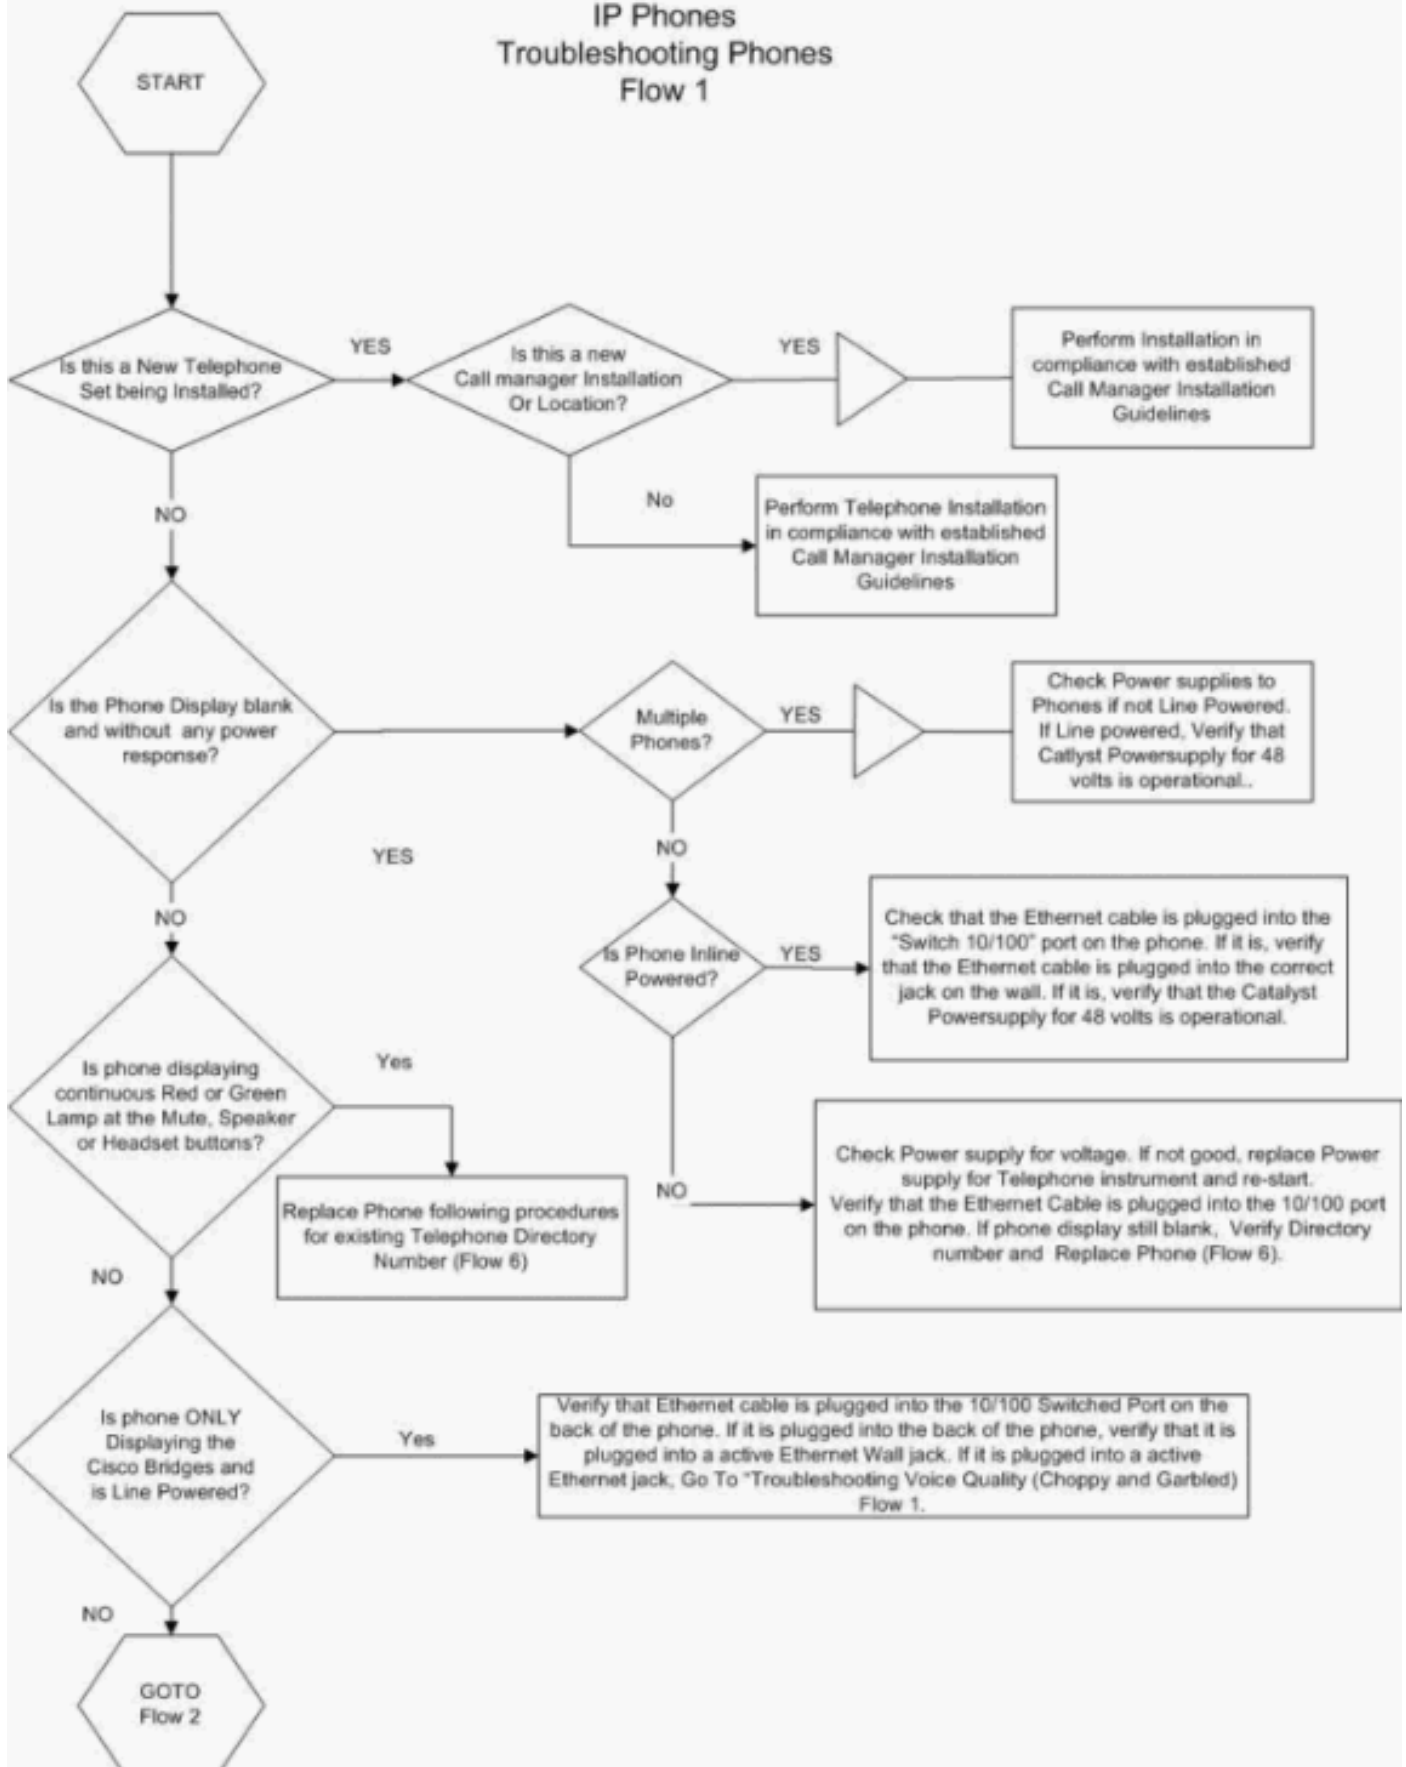 IP Phones
Troubleshooting Phones
Flow 1
START
Is this a New Telephone
Set being Installed?
YES
Is this a new
Call manager Installation
Or Location?
YES
Perform Installation in
compliance with established
Call Manager Installation
Guidelines
No
Perform Telephone Installation
in compliance with established
Call Manager Installation
Guidelines
NO
Is the Phone Display blank
and without any power
response?
YES
Multiple
Phones?
YES
Check Power supplies to
Phones if not Line Powered.
If Line powered, Verify that
Catlyst Powersupply for 48
volts is operational..
NO
Is Phone Inline
Powered?
YES
Check that the Ethernet cable is plugged into the
"Switch 10/100" port on the phone. If it is, verify
that the Ethernet cable is plugged into the correct
jack on the wall. If it is, verify that the Catalyst
Powersupply for 48 volts is operational.
NO
Check Power supply for voltage. If not good, replace Power
supply for Telephone instrument and re-start.
Verify that the Ethernet Cable is plugged into the 10/100 port
on the phone. If phone display still blank, Verify Directory
number and Replace Phone (Flow 6).
NO
Is phone displaying
continuous Red or Green
Lamp at the Mute, Speaker
or Headset buttons?
Yes
Replace Phone following procedures
for existing Telephone Directory
Number (Flow 6)
NO
Is phone ONLY
Displaying the
Cisco Bridges and
is Line Powered?
Yes
Verify that Ethernet cable is plugged into the 10/100 Switched Port on the
back of the phone. If it is plugged into the back of the phone, verify that it is
plugged into a active Ethernet Wall jack. If it is plugged into a active
Ethernet jack, Go To "Troubleshooting Voice Quality (Choppy and Garbled)
Flow 1.
NO
GOTO
Flow 2